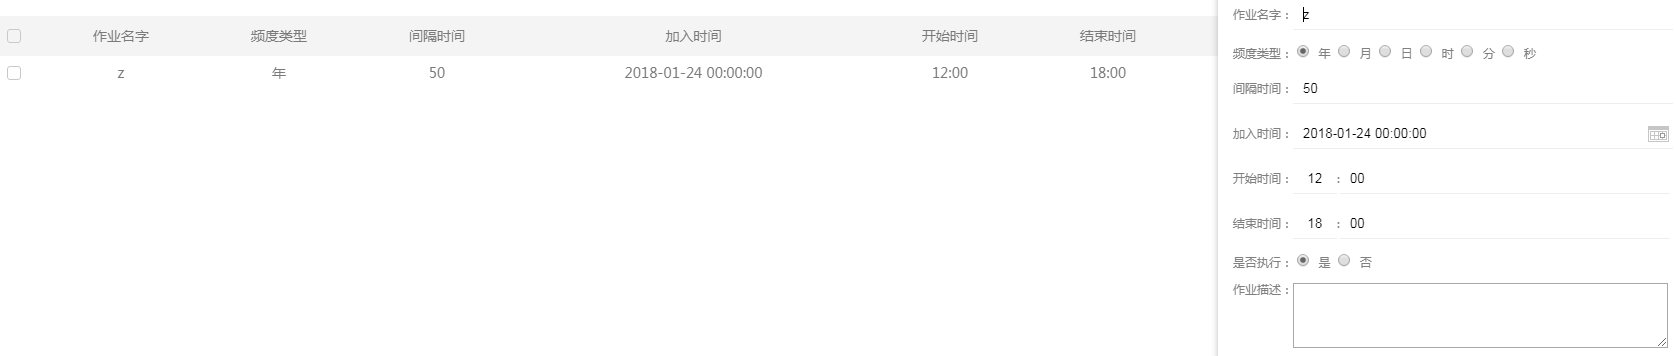 作业名字 频度类型 间隔时间 加入时间 开始时间 结束时间
z 年 50 2018-01-24 00:00:00 12:00 18:00
作业名字： z
频度类型： 年 月 日 时 分 秒
间隔时间： 50
加入时间： 2018-01-24 00:00:00
开始时间： 12 : 00
结束时间： 18 : 00
是否执行： 是 否
作业描述：